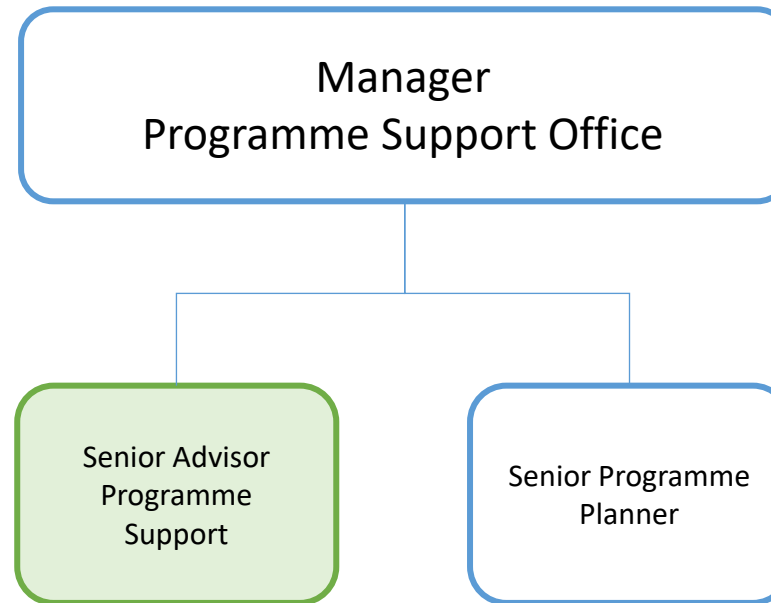 Manager
Programme Support Office
Senior Advisor
Programme
Support
Senior Programme
Planner